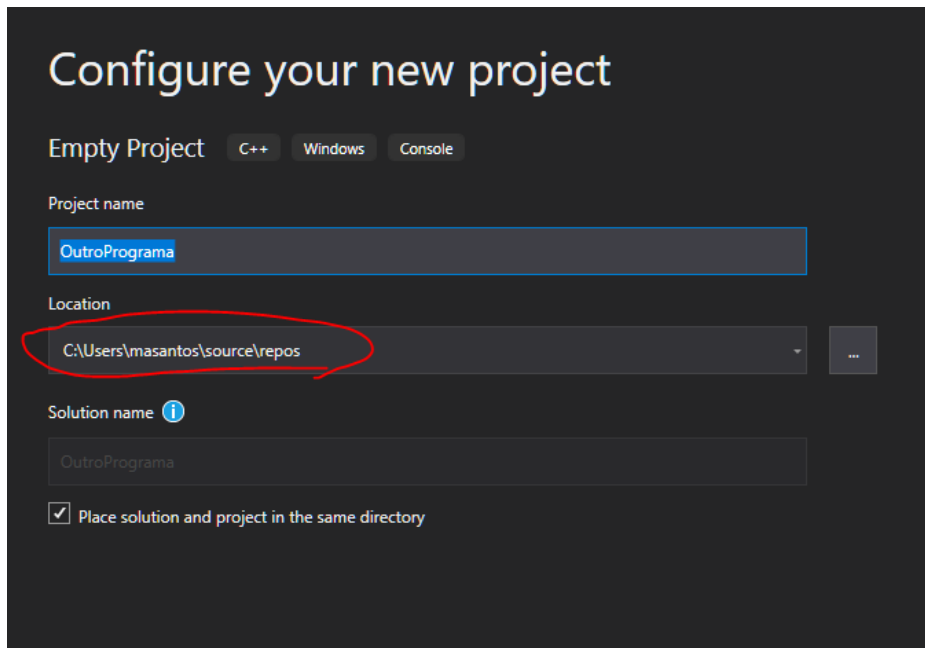 Configure your new project
Empty Project C++ Windows Console
Project name
OutroPrograma
Location
C:\Users\masantos\source\repos
...
Solution name i
OutroPrograma
Place solution and project in the same directory